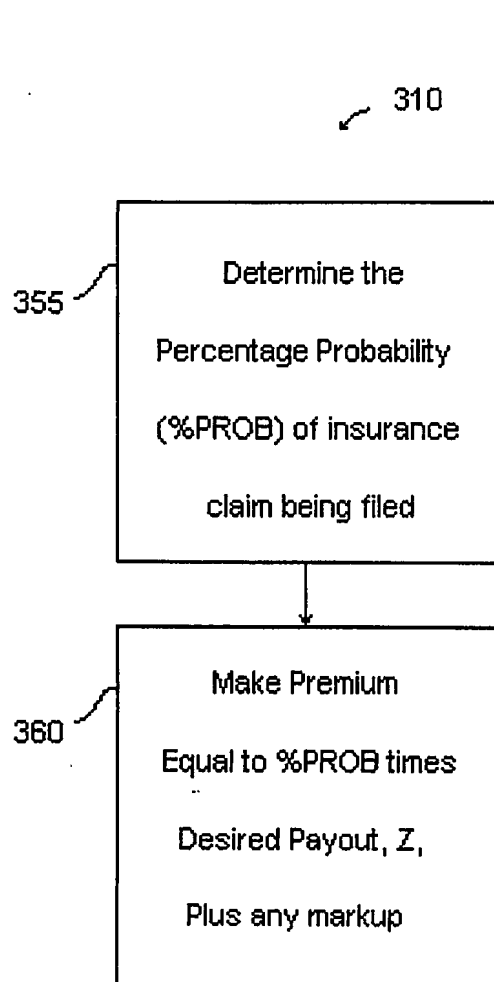 310
355
Determine the
Percentage Probability
(%PROB) of insurance
claim being filed
360
Make Premium
Equal to %PROB times
Desired Payout, Z,
Plus any markup